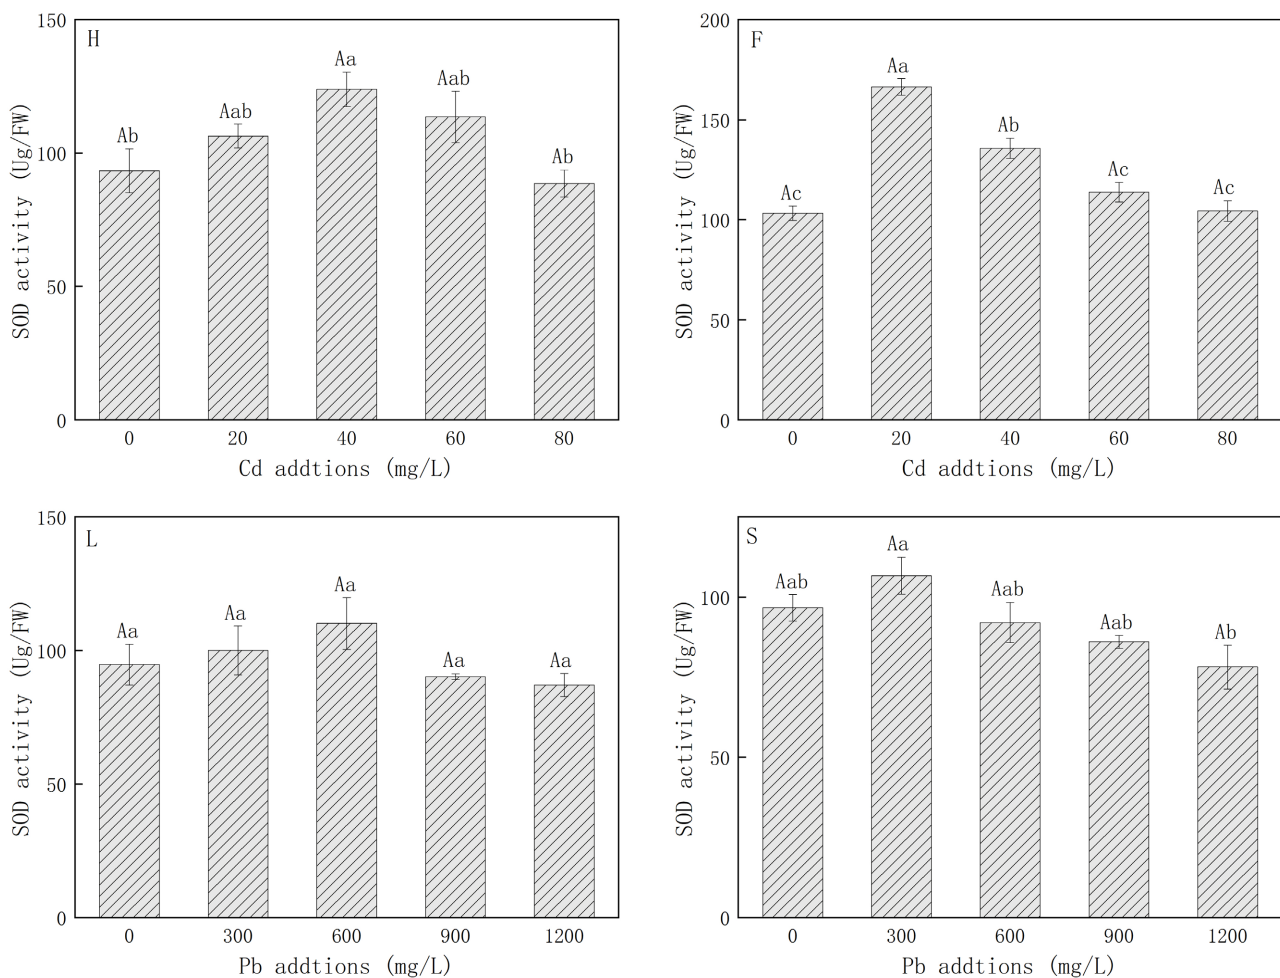 H
SOD activity (Ug/FW)
150
100
50
0
Ab
Aab
Aa
Aab
Ab
0 20 40 60 80
Cd addtions (mg/L)
F
SOD activity (Ug/FW)
200
150
100
50
0
Ac
Aa
Ab
Ac
Ac
0 20 40 60 80
Cd addtions (mg/L)
L
SOD activity (Ug/FW)
150
100
50
0
Aa
Aa
Aa
Aa
Aa
0 300 600 900 1200
Pb addtions (mg/L)
S
SOD activity (Ug/FW)
100
50
0
Aab
Aa
Aab
Aab
Ab
0 300 600 900 1200
Pb addtions (mg/L)